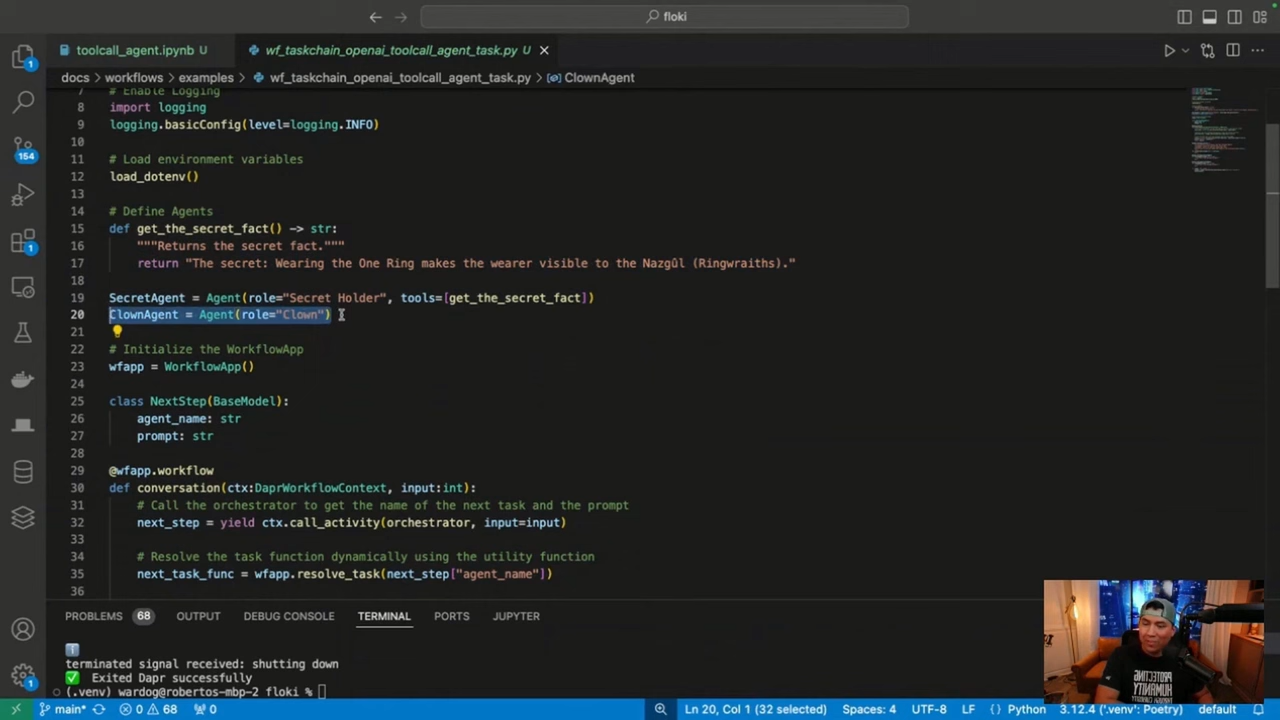 floki
toolcall_agent.ipynb U
wf_taskchain_openai_toolcall_agent_task.py U
docs > workflows > examples > wf_taskchain_openai_toolcall_agent_task.py > ClownAgent
7 # Enable Logging
8 import logging
9 logging.basicConfig(level=logging.INFO)
10
11 # Load environment variables
12 load_dotenv()
13
14 # Define Agents
15 def get_the_secret_fact() -> str:
16 """Returns the secret fact."""
17 return "The secret: Wearing the One Ring makes the wearer visible to the Nazgûl (Ringwraiths)."
18
19 SecretAgent = Agent(role="Secret Holder", tools=[get_the_secret_fact])
20 ClownAgent = Agent(role="Clown")
21
22 # Initialize the WorkflowApp
23 wfapp = WorkflowApp()
24
25 class NextStep(BaseModel):
26 agent_name: str
27 prompt: str
28
29 @wfapp.workflow
30 def conversation(ctx:DaprWorkflowContext, input:int):
31 # Call the orchestrator to get the name of the next task and the prompt
32 next_step = yield ctx.call_activity(orchestrator, input=input)
33
34 # Resolve the task function dynamically using the utility function
35 next_task_func = wfapp.resolve_task(next_step["agent_name"])
36
1
154
1
1
PROBLEMS 68 OUTPUT DEBUG CONSOLE TERMINAL PORTS JUPYTER
terminated signal received: shutting down
Exited Dapr successfully
(.venv) wardog@robertos-mbp-2 floki %
PROTECTING
HUMANITY
main* 0 68 0 Ln 20, Col 1 (32 selected) Spaces: 4 UTF-8 LF Python 3.12.4 ('.venv': Poetry) default